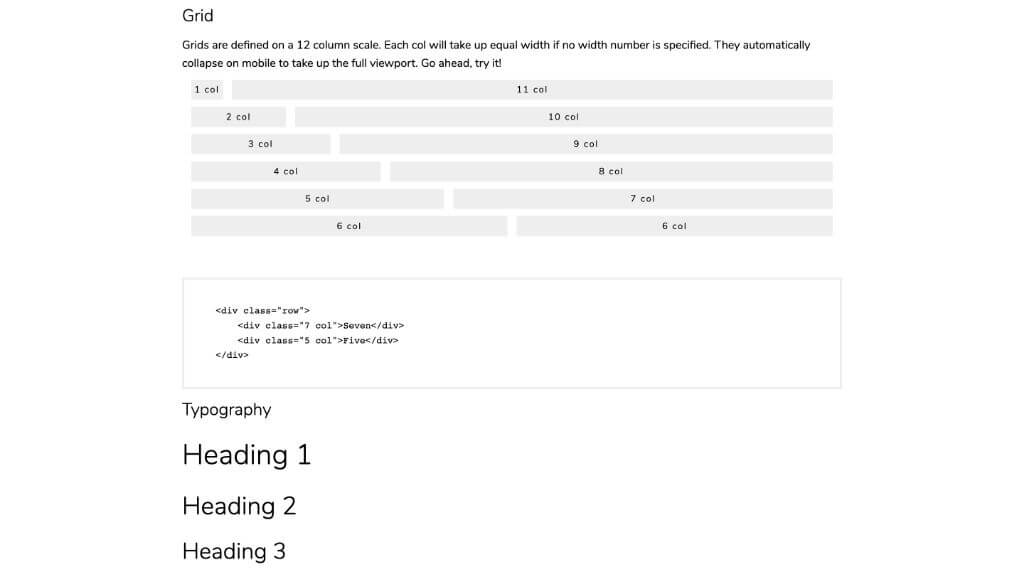 Grid
Grids are defined on a 12 column scale. Each col will take up equal width if no width number is specified. They automatically
collapse on mobile to take up the full viewport. Go ahead, try it!
1 col 11 col
2 col 10 col
3 col 9 col
4 col 8 col
5 col 7 col
6 col 6 col
<div class="row">
    <div class="7 col">Seven</div>
    <div class="5 col">Five</div>
</div>
Typography
Heading 1
Heading 2
Heading 3